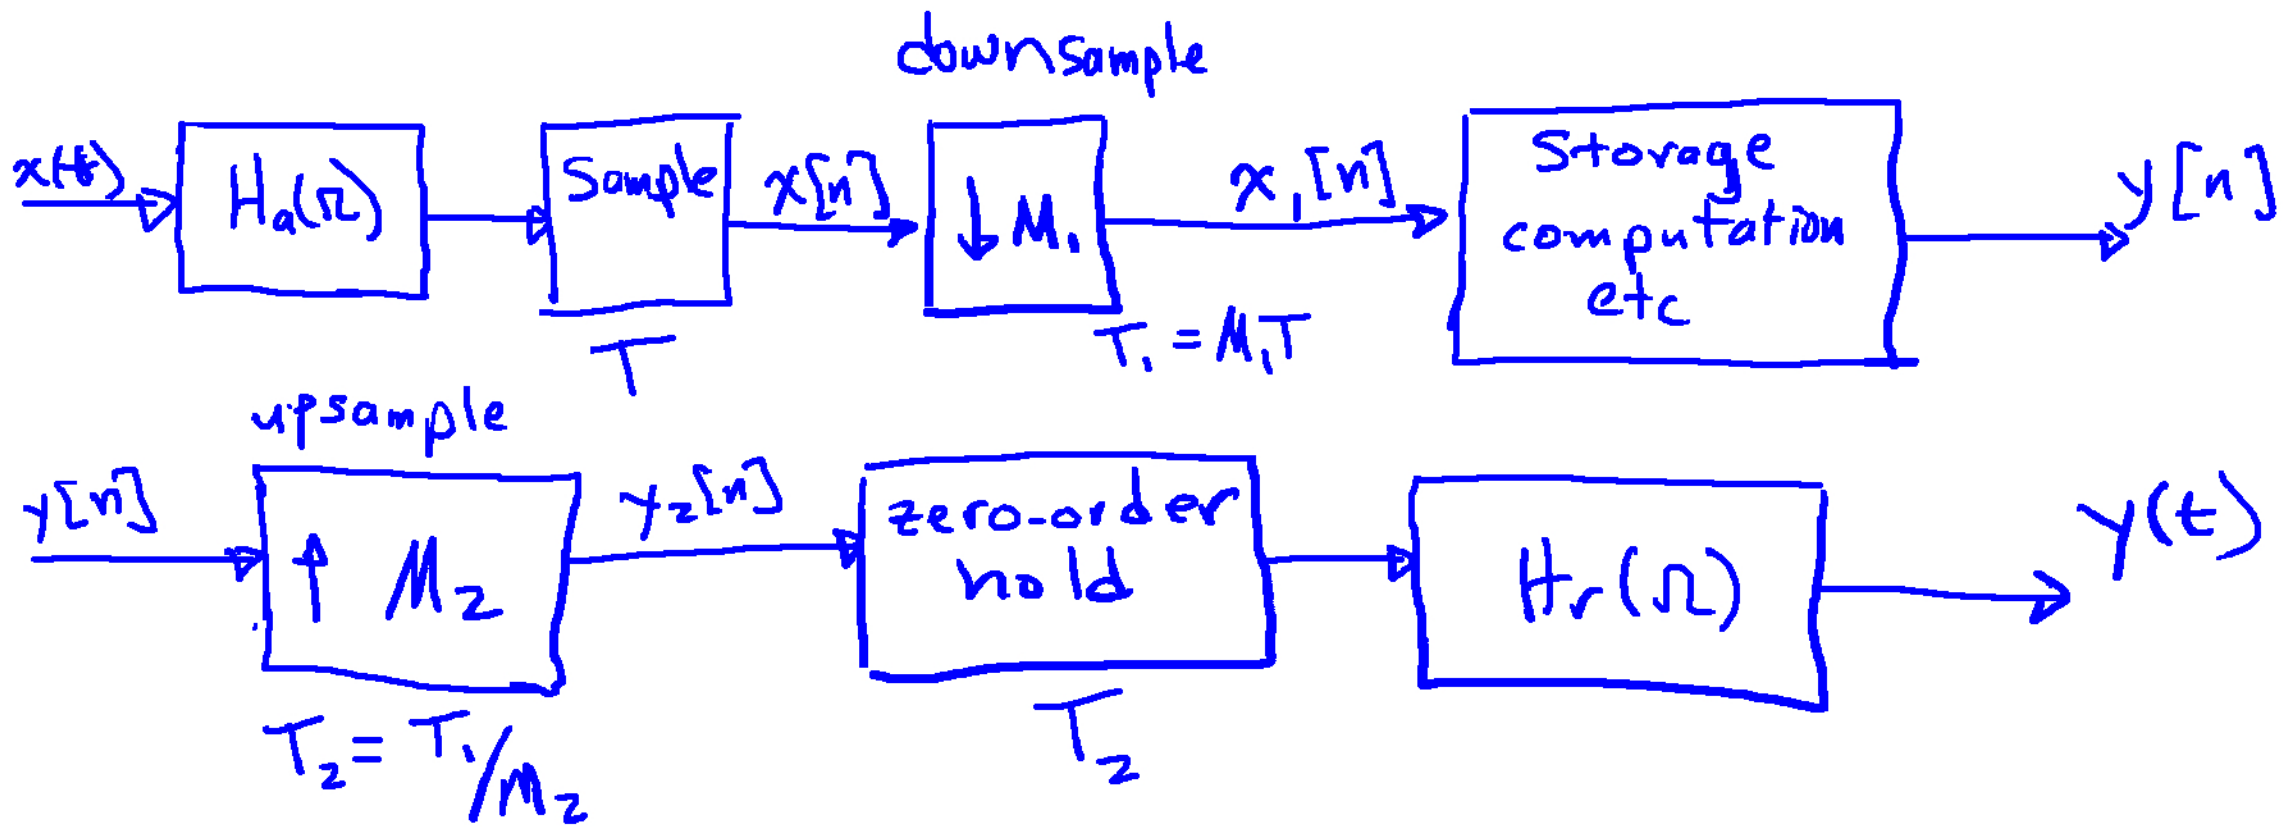 downsample
x(t)
Hₐ(Ω)
Sample
x[n]
↓ M₁
x₁[n]
Storage
computation
etc
y[n]
T
T₁ = M₁T
upsample
y[n]
↑ M₂
y₂[n]
zero-order
hold
Hᵣ(Ω)
y(t)
T₂ = T₁/M₂
T₂